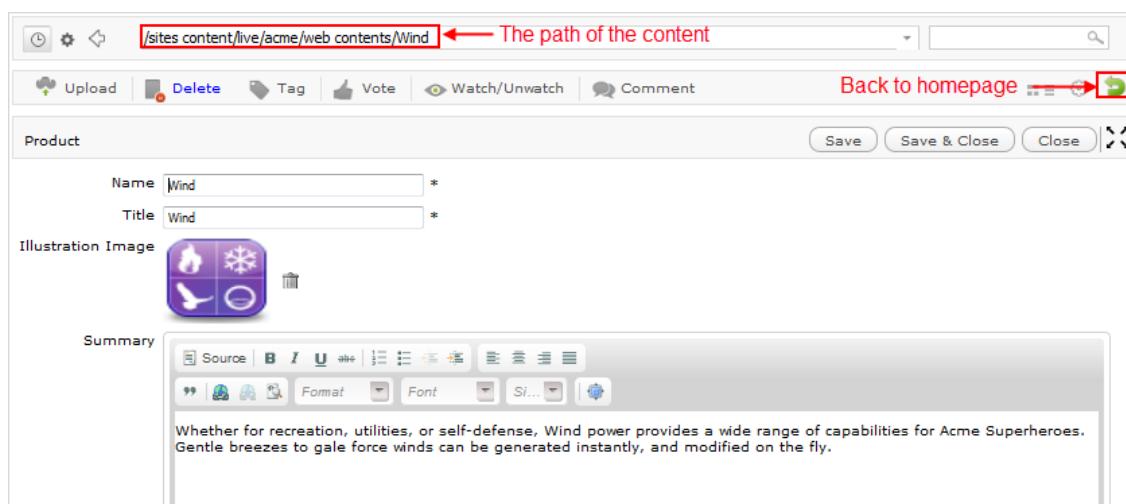 /sites content/live/acme/web contents/Wind The path of the content
Upload Delete Tag Vote Watch/Unwatch Comment Back to homepage
Product Save Save & Close Close
Name Wind *
Title Wind *
Illustration Image
Summary
Source B I U abc
Format Font Si...
Whether for recreation, utilities, or self-defense, Wind power provides a wide range of capabilities for Acme Superheroes.
Gentle breezes to gale force winds can be generated instantly, and modified on the fly.